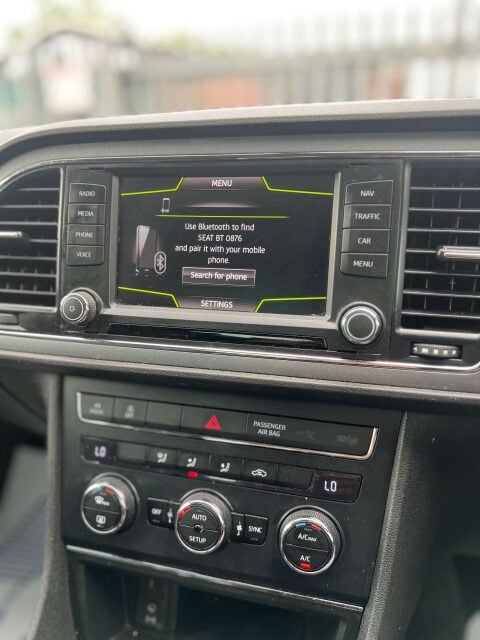 RADIO
MEDIA
PHONE
VOICE
MENU
Use Bluetooth to find
SEAT BT 0876
and pair it with your mobile
phone.
Search for phone
SETTINGS
NAV
TRAFFIC
CAR
MENU
MODE
PASSENGER
AIR BAG
LO
LO
OFF
AUTO
SETUP
SYNC
A/C MAX
A/C